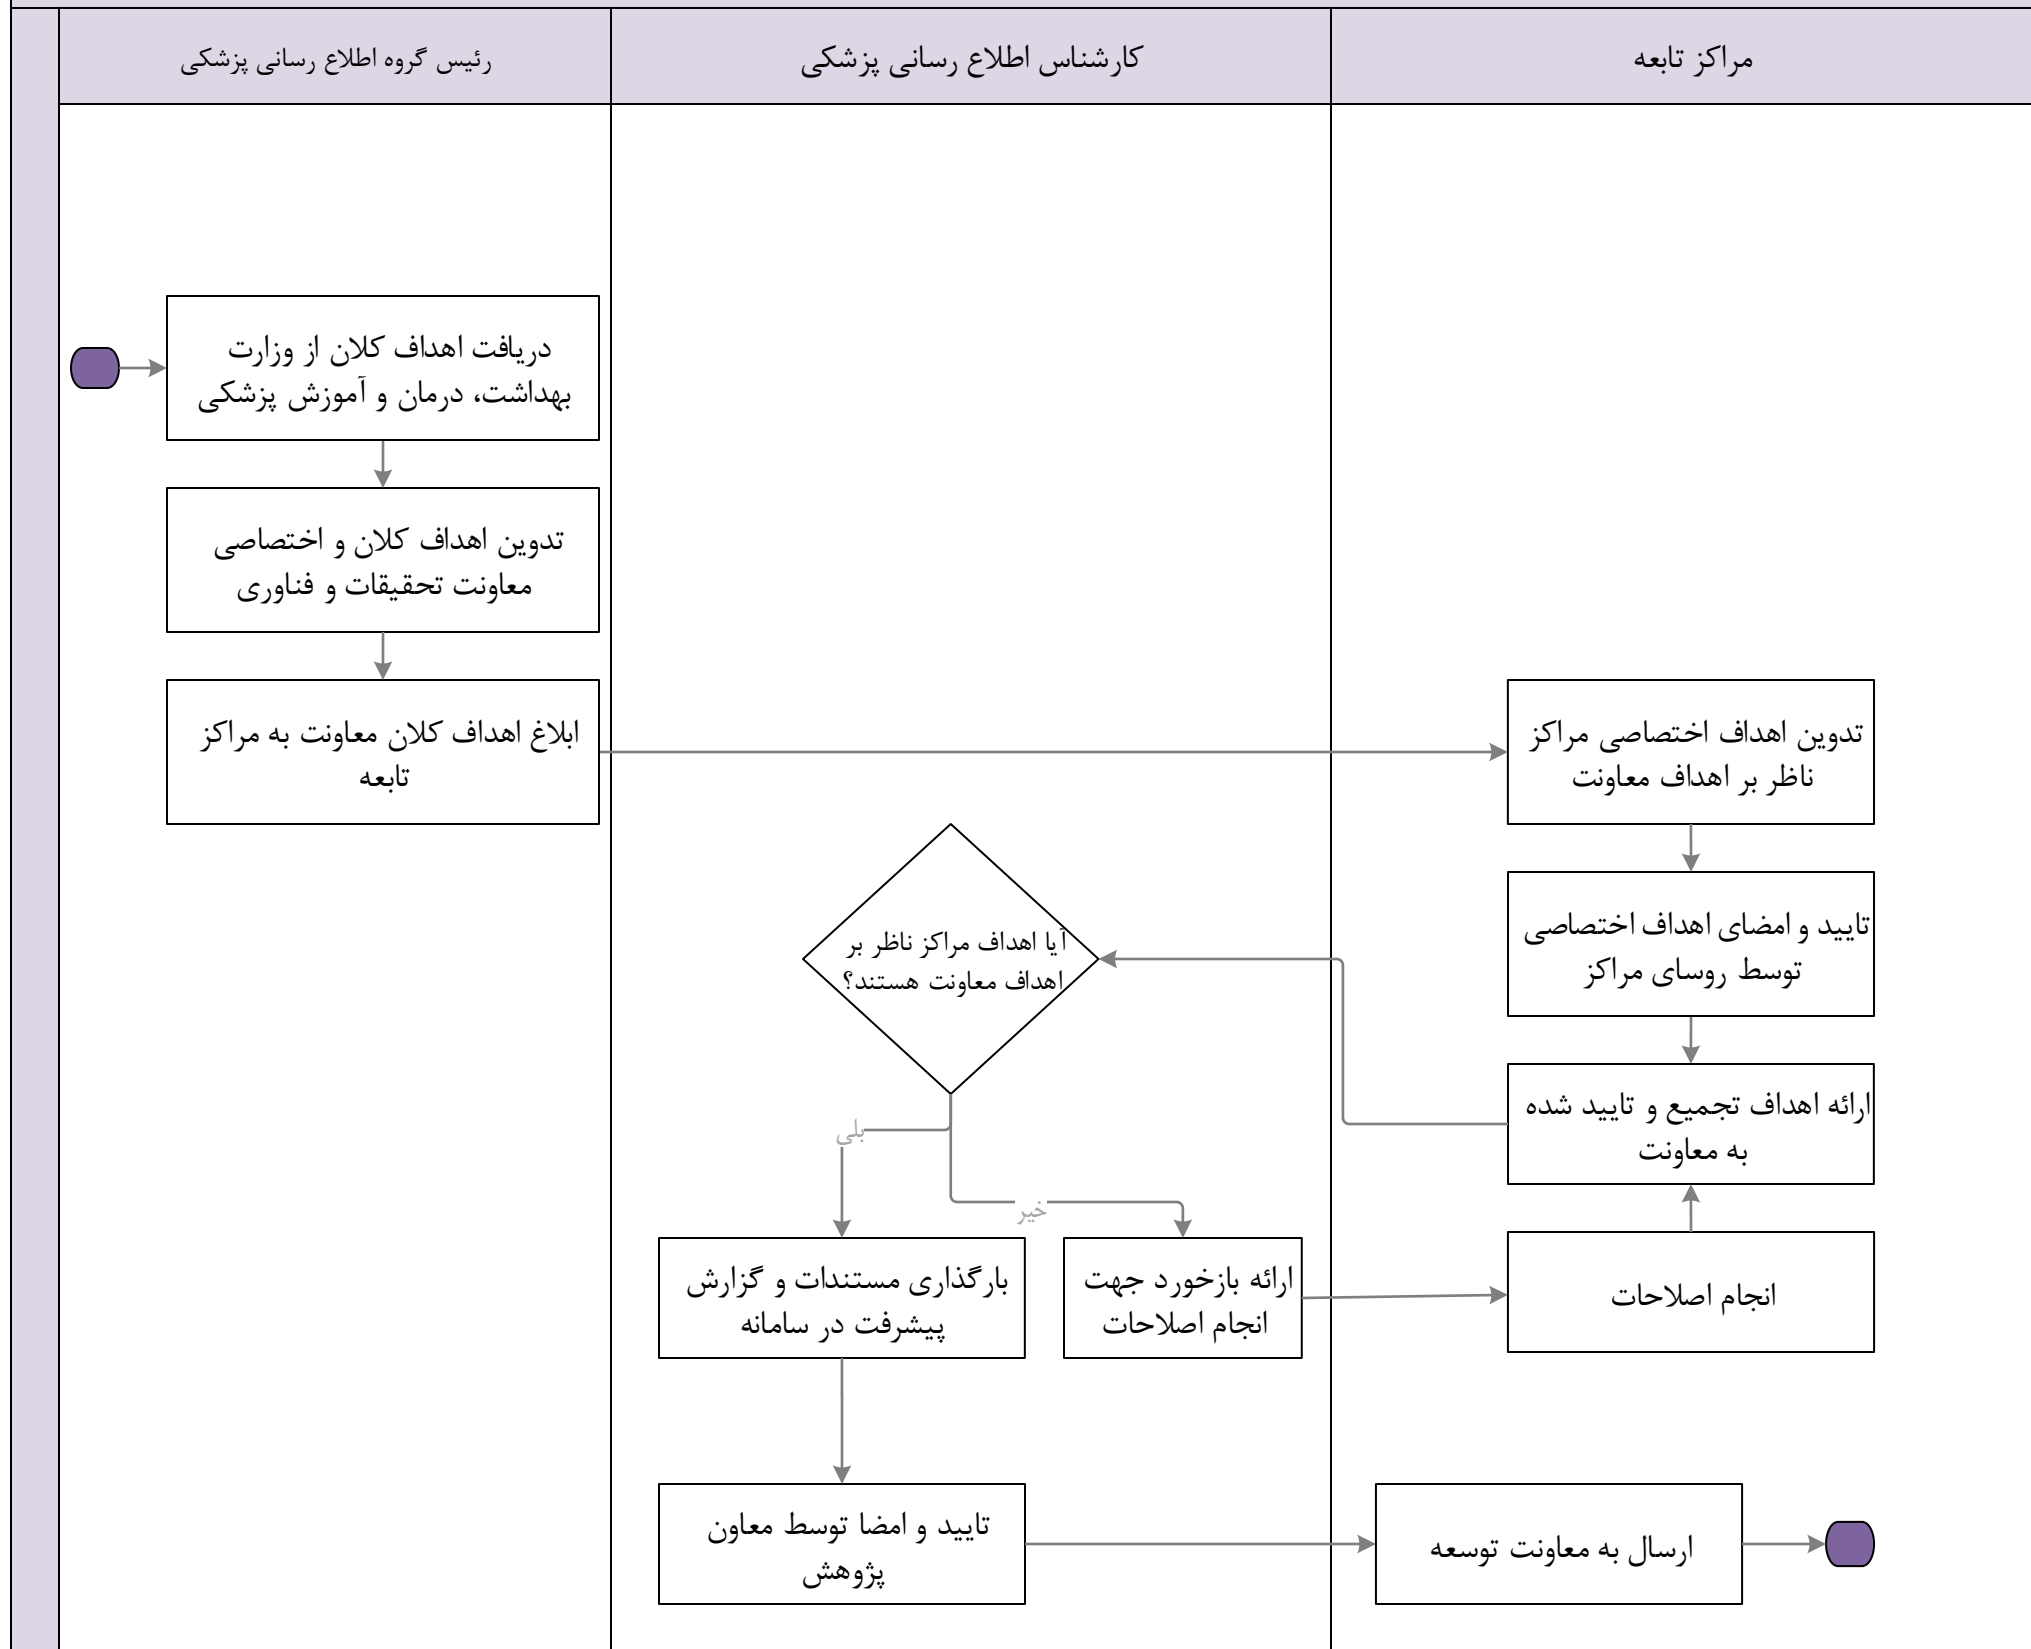 رئیس گروه اطلاع رسانی پزشکی
کارشناس اطلاع رسانی پزشکی
مراکز تابعه
دریافت اهداف کلان از وزارت
بهداشت، درمان و آموزش پزشکی
تدوین اهداف کلان و اختصاصی
معاونت تحقیقات و فناوری
ابلاغ اهداف کلان معاونت به مراکز
تابعه
تدوین اهداف اختصاصی مراکز
ناظر بر اهداف معاونت
تایید و امضای اهداف اختصاصی
توسط روسای مراکز
ارائه اهداف تجمیع و تایید شده
به معاونت
آیا اهداف مراکز ناظر بر
اهداف معاونت هستند؟
بلی
خیر
بارگذاری مستندات و گزارش
پیشرفت در سامانه
ارائه بازخورد جهت
انجام اصلاحات
انجام اصلاحات
تایید و امضا توسط معاون
پژوهش
ارسال به معاونت توسعه